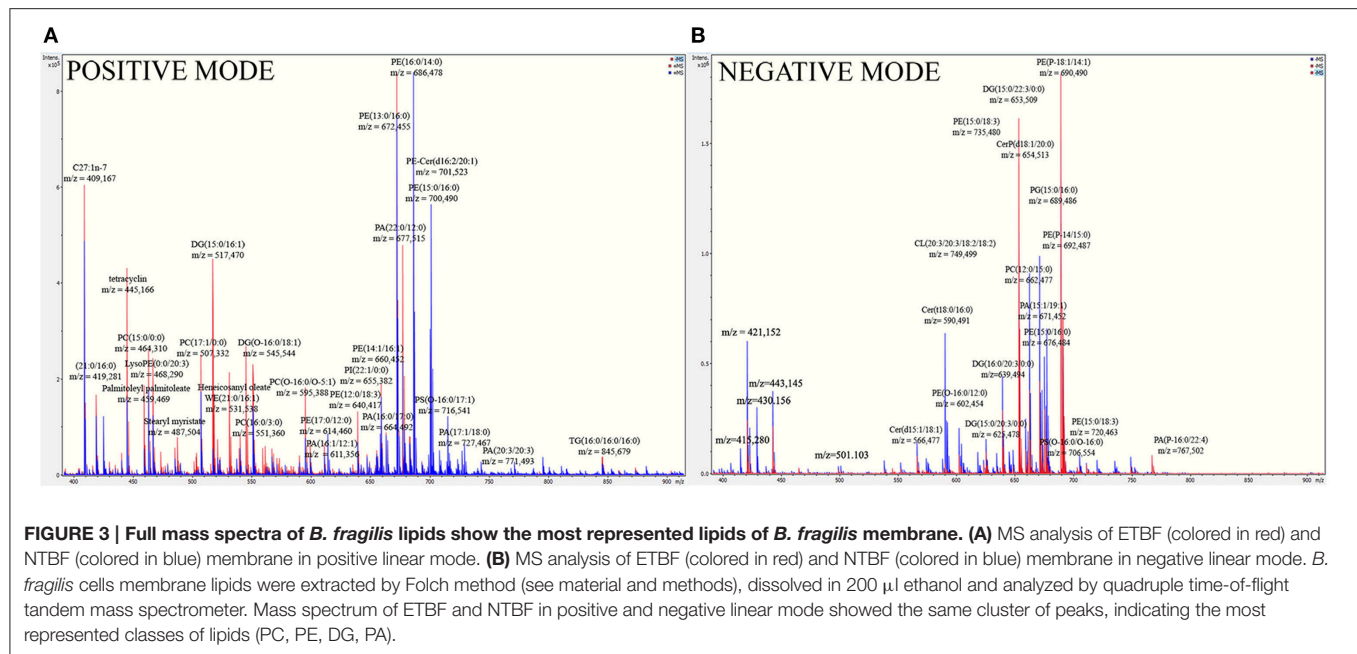 A
Intens.
x10⁵
POSITIVE MODE
PE(16:0/14:0)
m/z = 686,478
PE(13:0/16:0)
m/z = 672,455
C27:1n-7
m/z = 409,167
PE-Cer(d16:2/20:1)
m/z = 701,523
PE(15:0/16:0)
m/z = 700,490
PA(22:0/12:0)
m/z = 677,515
DG(15:0/16:1)
m/z = 517,470
tetracyclin
m/z = 445,166
PC(15:0/0:0)
m/z = 464,310
PC(17:1/0:0)
m/z = 507,332
DG(O-16:0/18:1)
m/z = 545,544
PE(14:1/16:1)
m/z = 660,452
(21:0/16:0)
m/z = 419,281
LysoPE(0:0/20:3)
m/z = 468,290
PI(22:1/0:0)
m/z = 655,382
Palmitoleyl palmitoleate
m/z = 459,469
Heneicosanyl oleate
WE(21:0/16:1)
m/z = 531,538
PC(O-16:0/O-5:1)
m/z = 595,388
PE(12:0/18:3)
m/z = 640,417
PS(O-16:0/17:1)
m/z = 716,541
Stearyl myristate
m/z = 487,504
PC(16:0/3:0)
m/z = 551,360
PE(17:0/12:0)
m/z = 614,460
PA(16:0/17:0)
m/z = 664,492
PA(16:1/12:1)
m/z = 611,356
PA(17:1/18:0)
m/z = 727,467
PA(20:3/20:3)
m/z = 771,493
TG(16:0/16:0/16:0)
m/z = 845,679
8
6
4
2
0
400 450 500 550 600 650 700 750 800 850 900 m/z
B
Intens.
NEGATIVE MODE
PE(P-18:1/14:1)
m/z = 690,490
DG(15:0/22:3/0:0)
m/z = 653,509
PE(15:0/18:3)
m/z = 735,480
CerP(d18:1/20:0)
m/z = 654,513
PG(15:0/16:0)
m/z = 689,486
PE(P-14/15:0)
m/z = 692,487
CL(20:3/20:3/18:2/18:2)
m/z = 749,499
PC(12:0/15:0)
m/z = 662,477
Cer(t18:0/16:0)
m/z = 590,491
PA(15:1/19:1)
m/z = 671,452
m/z = 421,152
PE(15:0/16:0)
m/z = 676,484
DG(16:0/20:3/0:0)
m/z =639,494
m/z =443,145
m/z =430,156
PE(O-16:0/12:0)
m/z = 602,454
m/z=415,280
m/z=501.103
Cer(d15:1/18:1)
m/z = 566,477
DG(15:0/20:3/0:0)
m/z = 625,478
PE(15:0/18:3)
m/z = 720,463
PS(O-16:0/O-16:0)
m/z = 706,554
PA(P-16:0/22:4)
m/z =767,502
1.5
1.0
0.5
0.0
400 450 500 550 600 650 700 750 800 850 900 m/z
FIGURE 3 | Full mass spectra of B. fragilis lipids show the most represented lipids of B. fragilis membrane. (A) MS analysis of ETBF (colored in red) and
NTBF (colored in blue) membrane in positive linear mode. (B) MS analysis of ETBF (colored in red) and NTBF (colored in blue) membrane in negative linear mode. B.
fragilis cells membrane lipids were extracted by Folch method (see material and methods), dissolved in 200 µl ethanol and analyzed by quadruple time-of-flight
tandem mass spectrometer. Mass spectrum of ETBF and NTBF in positive and negative linear mode showed the same cluster of peaks, indicating the most
represented classes of lipids (PC, PE, DG, PA).